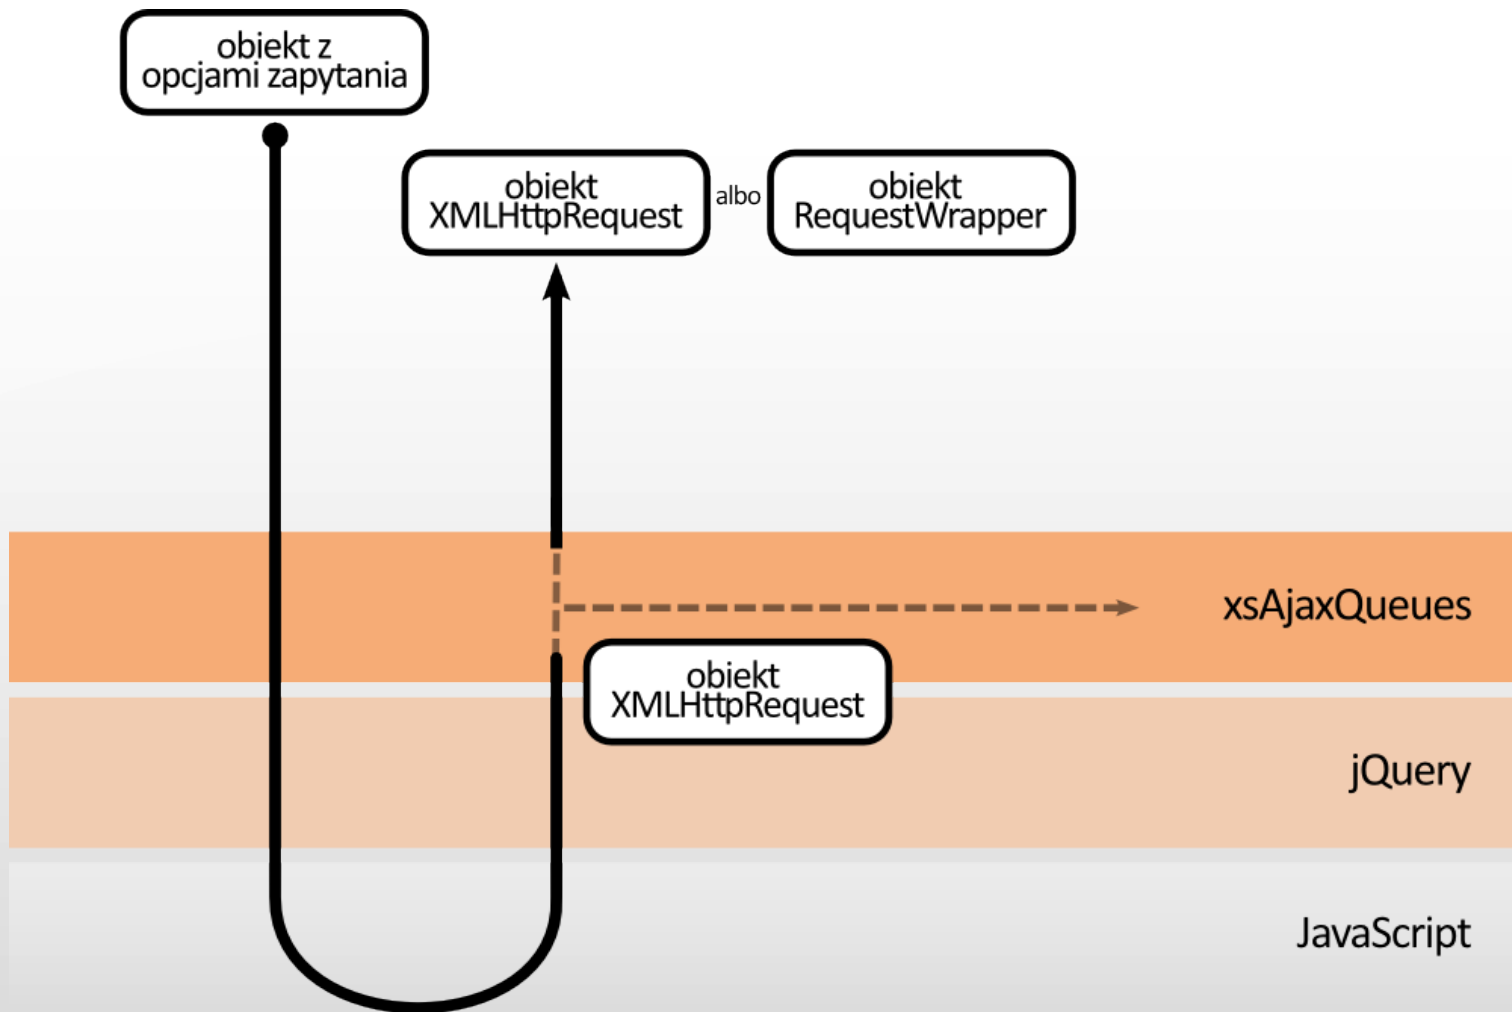 obiekt z
opcjami zapytania
obiekt
XMLHttpRequest
albo
obiekt
RequestWrapper
xsAjaxQueues
obiekt
XMLHttpRequest
jQuery
JavaScript